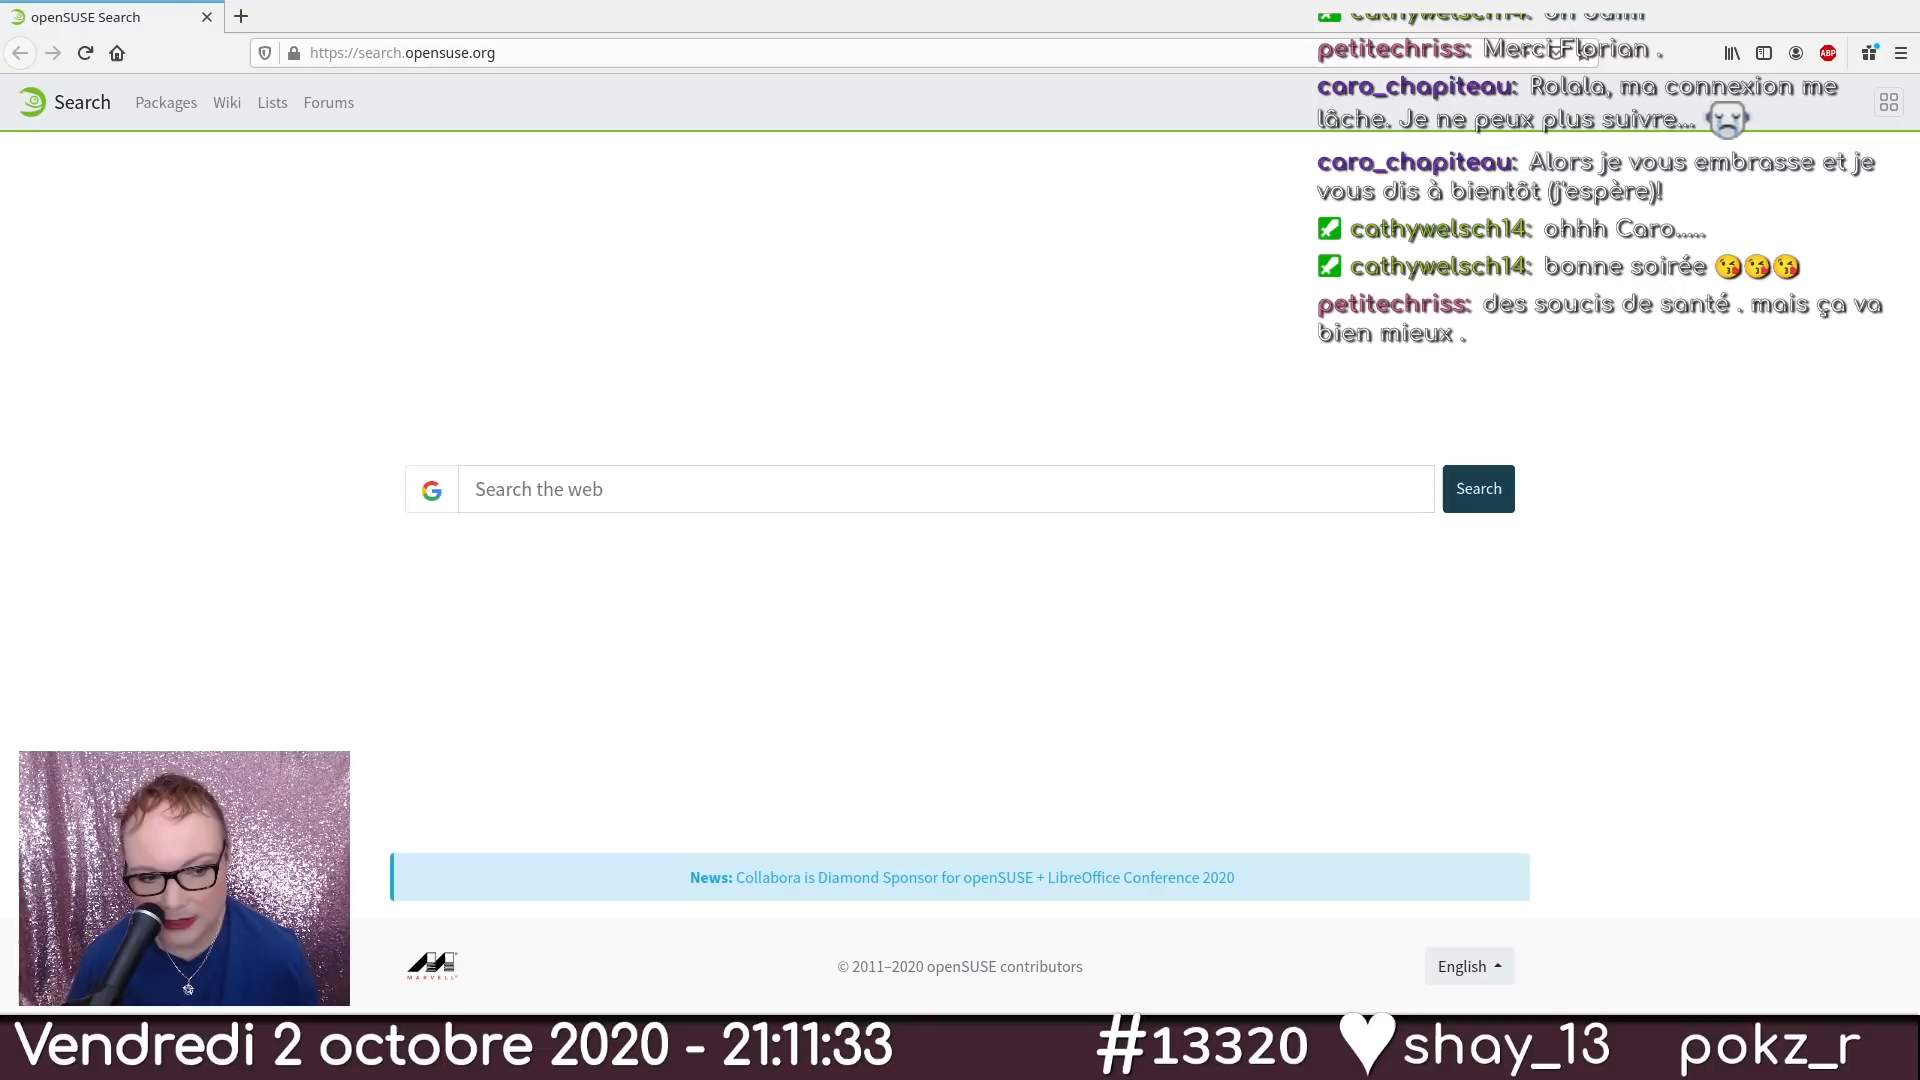 openSUSE Search
cathywelsch14:
petitechriss: Merci Florian .
https://search.opensuse.org
ABP
caro_chapiteau: Rolala, ma connexion me
lâche. Je ne peux plus suivre...
Search Packages Wiki Lists Forums
caro_chapiteau: Alors je vous embrasse et je
vous dis à bientôt (j'espère)!
cathywelsch14: ohhh Caro.....
cathywelsch14: bonne soirée 😘😘😘
petitechriss: des soucis de santé . mais ça va
bien mieux .
Search the web
Search
News: Collabora is Diamond Sponsor for openSUSE + LibreOffice Conference 2020
MARVELL
© 2011–2020 openSUSE contributors
English
Vendredi 2 octobre 2020 - 21:11:33
#13320 ♥shay_13 pokz_r